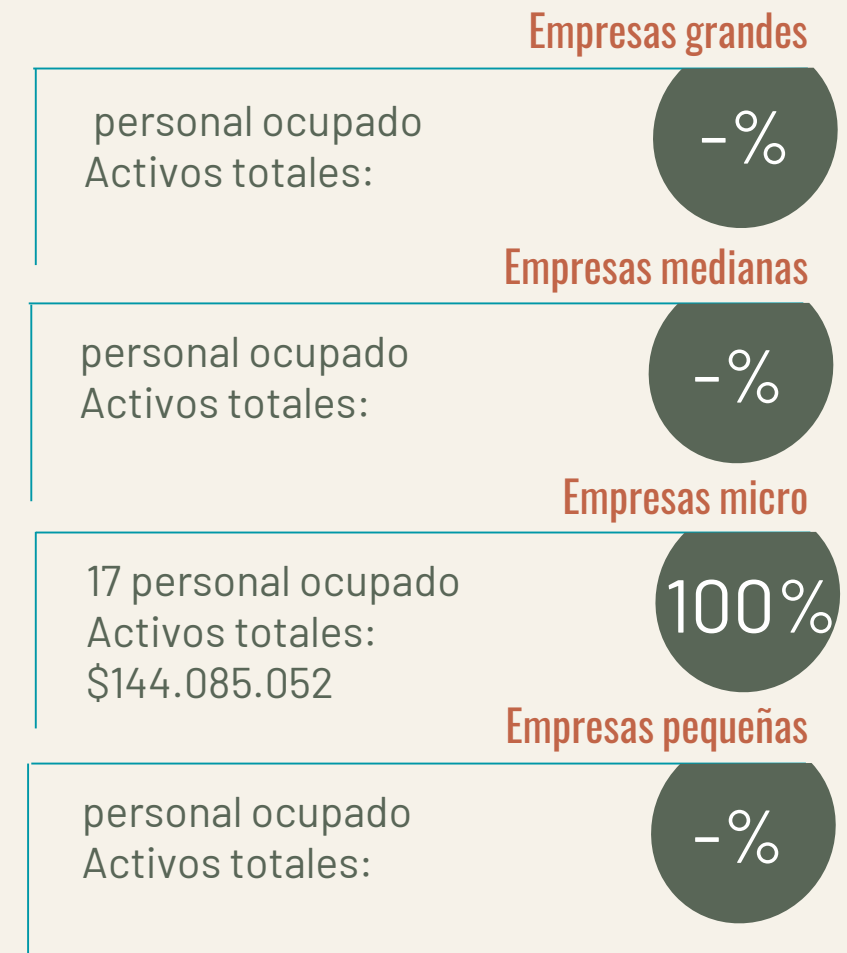 Empresas grandes
personal ocupado
Activos totales:
-%
Empresas medianas
personal ocupado
Activos totales:
-%
Empresas micro
17 personal ocupado
Activos totales:
$144.085.052
100%
Empresas pequeñas
personal ocupado
Activos totales:
-%